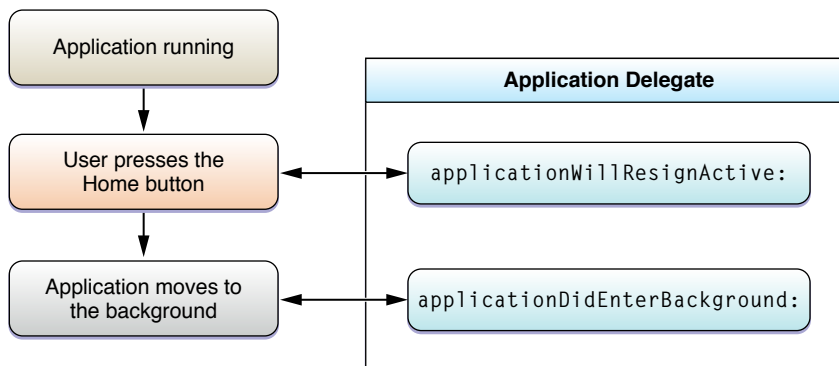 Application running
Application Delegate
User presses the
Home button
applicationWillResignActive:
Application moves to
the background
applicationDidEnterBackground: